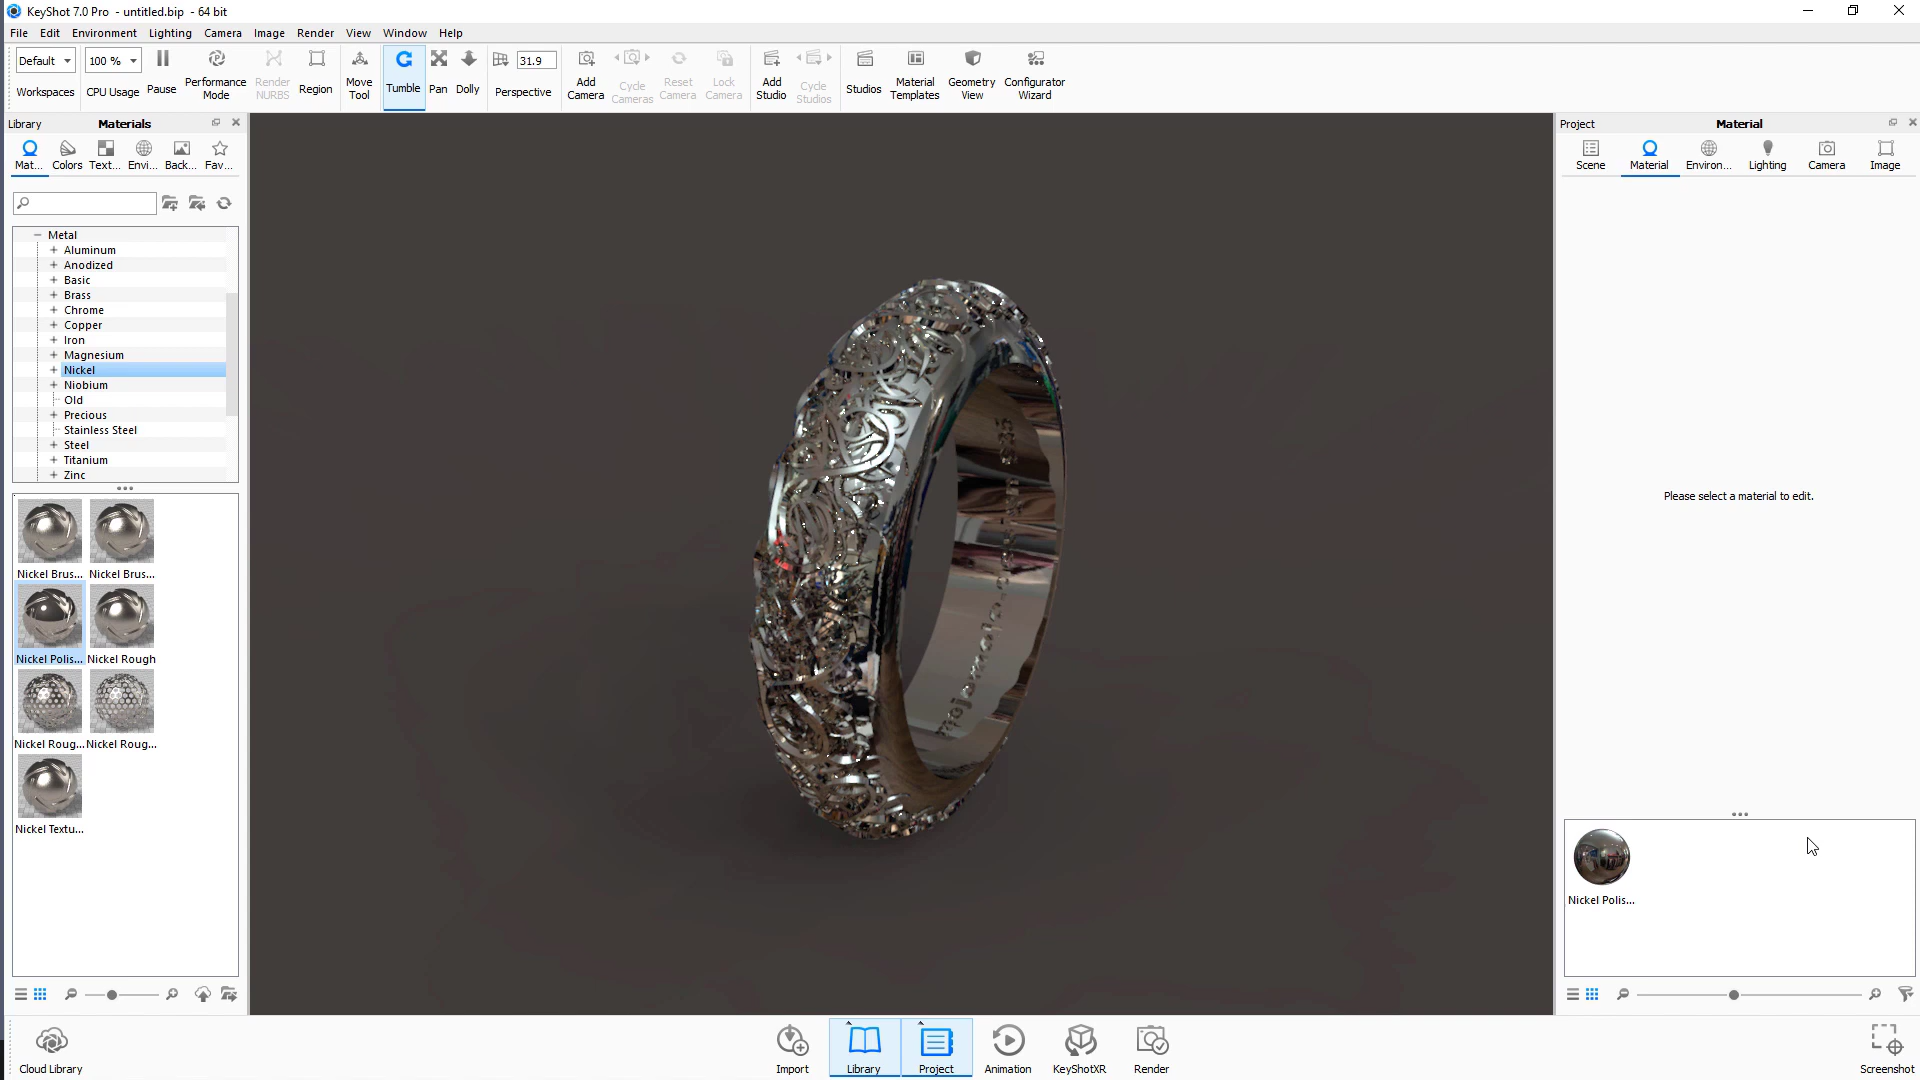 KeyShot 7.0 Pro - untitled.bip - 64 bit
File Edit Environment Lighting Camera Image Render View Window Help
Default 100 % 31.9
Workspaces CPU Usage Pause Performance Mode Render NURBS Region Move Tool Tumble Pan Dolly Perspective Add Camera Cycle Cameras Reset Camera Lock Camera Add Studio Cycle Studios Studios Material Templates Geometry View Configurator Wizard
Library Materials
Mat... Colors Text... Envi... Back... Fav...
Metal
Aluminum
Anodized
Basic
Brass
Chrome
Copper
Iron
Magnesium
Nickel
Niobium
Old
Precious
Stainless Steel
Steel
Titanium
Zinc
Nickel Brus... Nickel Brus...
Nickel Polis... Nickel Rough
Nickel Roug... Nickel Roug...
Nickel Textu...
Project Material
Scene Material Environ... Lighting Camera Image
Please select a material to edit.
Nickel Polis...
Cloud Library Import Library Project Animation KeyShotXR Render Screenshot